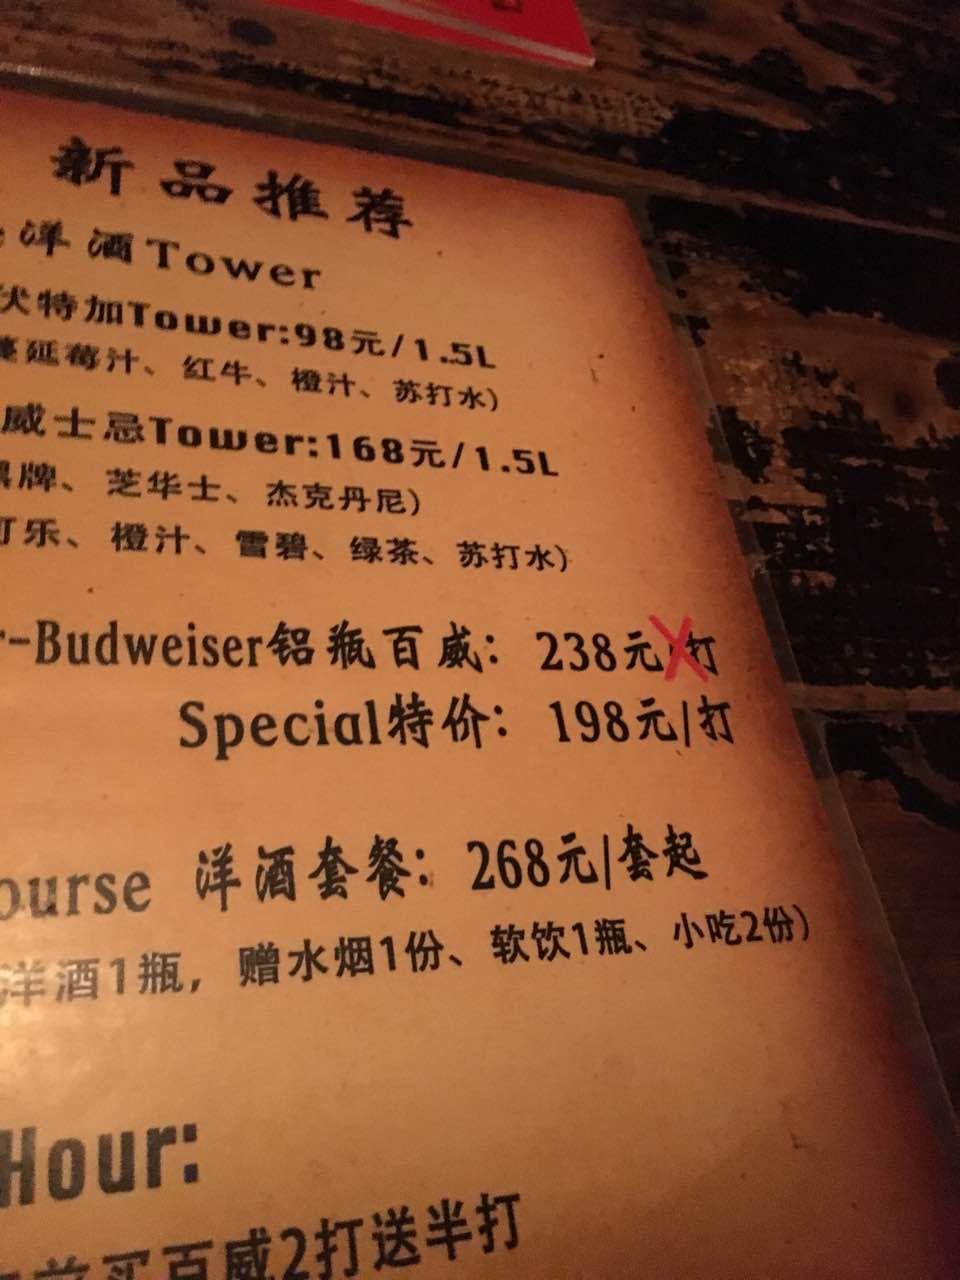 新品推荐
洋酒Tower
伏特加Tower:98元/1.5L
蔓延莓汁、红牛、橙汁、苏打水)
威士忌Tower:168元/1.5L
黑牌、芝华士、杰克丹尼)
可乐、橙汁、雪碧、绿茶、苏打水)
r-Budweiser铝瓶百威: 238元/打
Special特价: 198元/打
ourse 洋酒套餐: 268元/套起
洋酒1瓶, 赠水烟1份、软饮1瓶、小吃2份)
Hour:
前买百威2打送半打